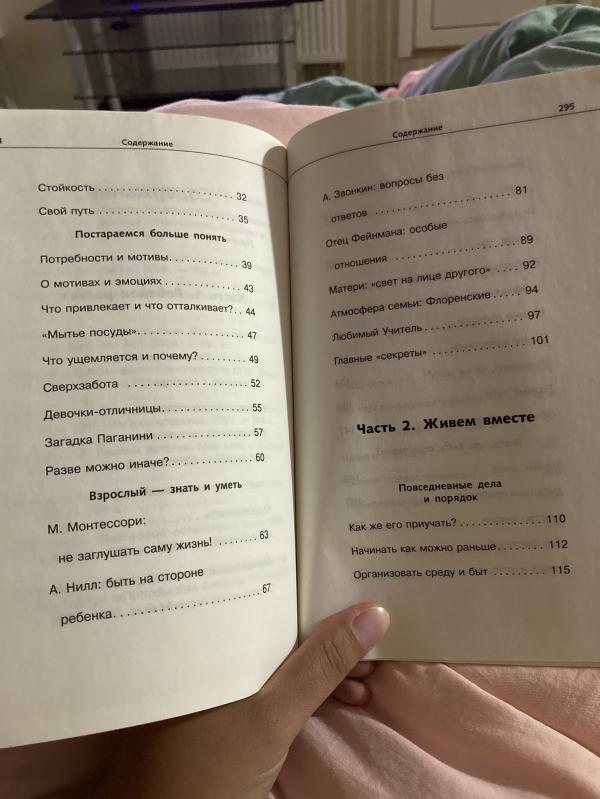 Содержание
Стойкость ........................ 32
Свой путь ........................ 35
Постараемся больше понять
Потребности и мотивы............ 39
О мотивах и эмоциях ............. 43
Что привлекает и что отталкивает?.. 44
«Мытье посуды».................. 47
Что ущемляется и почему?........ 49
Сверхзабота .................... 52
Девочки-отличницы............... 55
Загадка Паганини ................ 57
Разве можно иначе?.............. 60
Взрослый — знать и уметь
М. Монтессори:
не заглушать саму жизнь! ....... 63
А. Нилл: быть на стороне
ребенка......................... 67
Содержание 295
А. Звонкин: вопросы без
ответов ....................... 81
Отец Фейнмана: особые
отношения ..................... 89
Матери: «свет на лице другого» .... 92
Атмосфера семьи: Флоренские ..... 94
Любимый Учитель............... 97
Главные «секреты» ............. 101
Часть 2. Живем вместе
Повседневные дела
и порядок
Как же его приучать? ............ 110
Начинать как можно раньше....... 112
Организовать среду и быт ......... 115